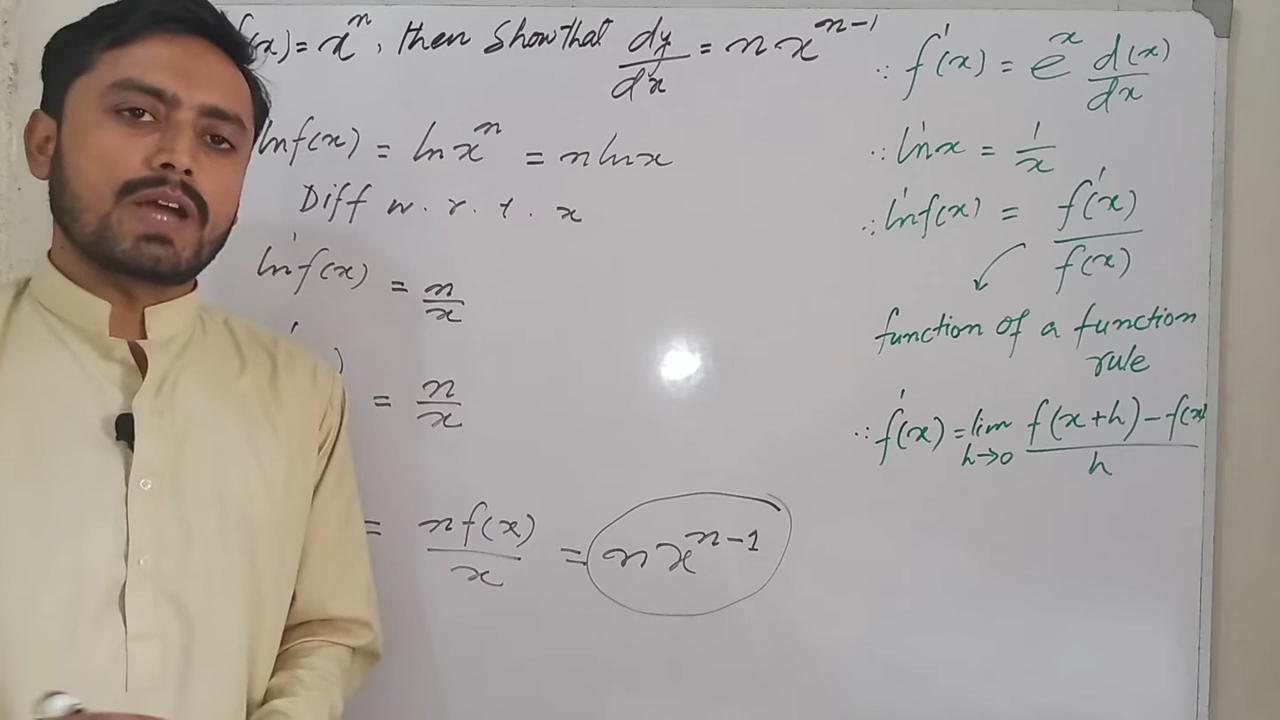 f(x) = xⁿ, then show that dy/dx = n xⁿ⁻¹
ln f(x) = ln xⁿ = n ln x
Diff w. r. t. x
ln' f(x) = n/x
= n/x
= n f(x)/x = n xⁿ⁻¹
∵ f'(x) = eˣ d(x)/dx
∵ ln' x = 1/x
∵ ln' f(x) = f'(x)/f(x)
function of a function
rule
∵ f'(x) = lim h→0 f(x+h) - f(x)/h